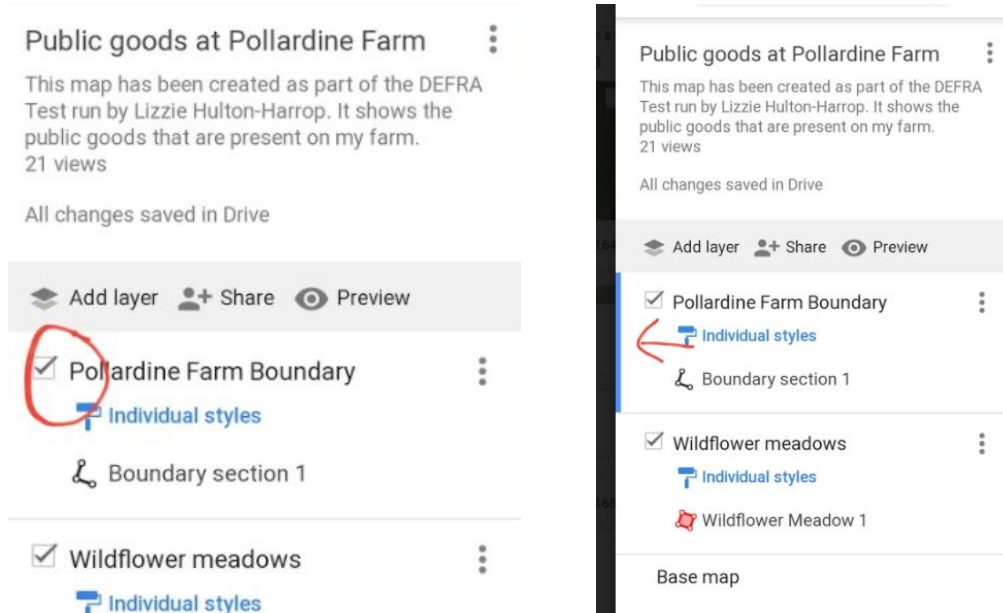 Public goods at Pollardine Farm
This map has been created as part of the DEFRA
Test run by Lizzie Hulton-Harrop. It shows the
public goods that are present on my farm.
21 views
All changes saved in Drive
Add layer Share Preview
Pollardine Farm Boundary
Individual styles
Boundary section 1
Wildflower meadows
Individual styles
Public goods at Pollardine Farm
This map has been created as part of the DEFRA
Test run by Lizzie Hulton-Harrop. It shows the
public goods that are present on my farm.
21 views
All changes saved in Drive
Add layer Share Preview
Pollardine Farm Boundary
Individual styles
Boundary section 1
Wildflower meadows
Individual styles
Wildflower Meadow 1
Base map